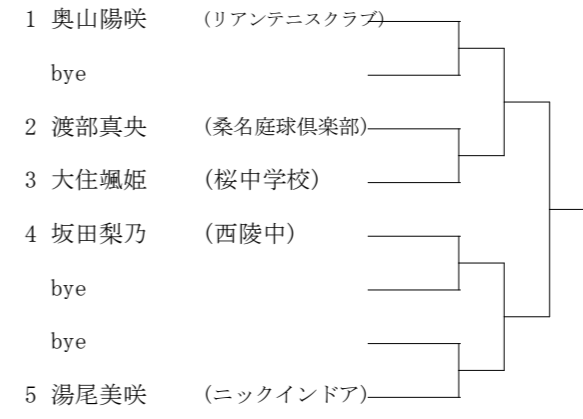 1 奥山陽咲 (リアンテニスクラブ)
bye
2 渡部真央 (桑名庭球倶楽部)
3 大住颯姫 (桜中学校)
4 坂田梨乃 (西陵中)
bye
bye
5 湯尾美咲 (ニックインドア)